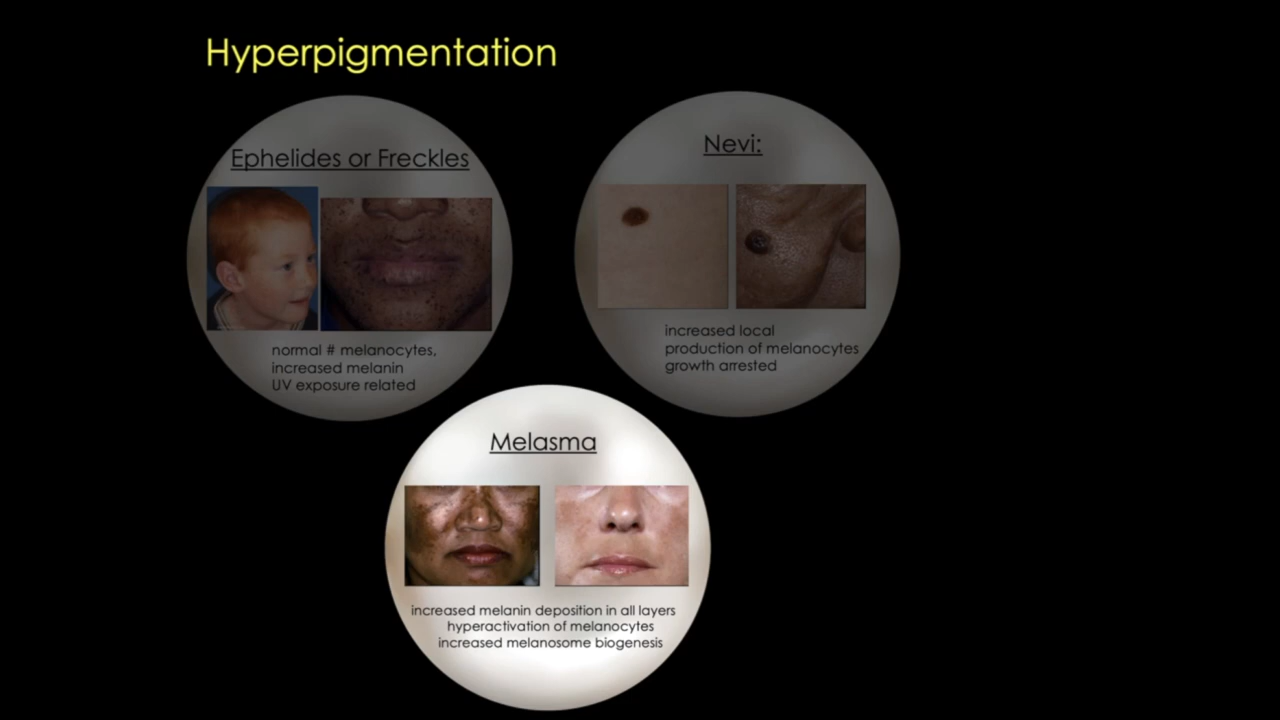 Hyperpigmentation
Ephelides or Freckles
normal # melanocytes,
increased melanin
UV exposure related
Nevi:
increased local
production of melanocytes
growth arrested
Melasma
increased melanin deposition in all layers
hyperactivation of melanocytes
increased melanosome biogenesis